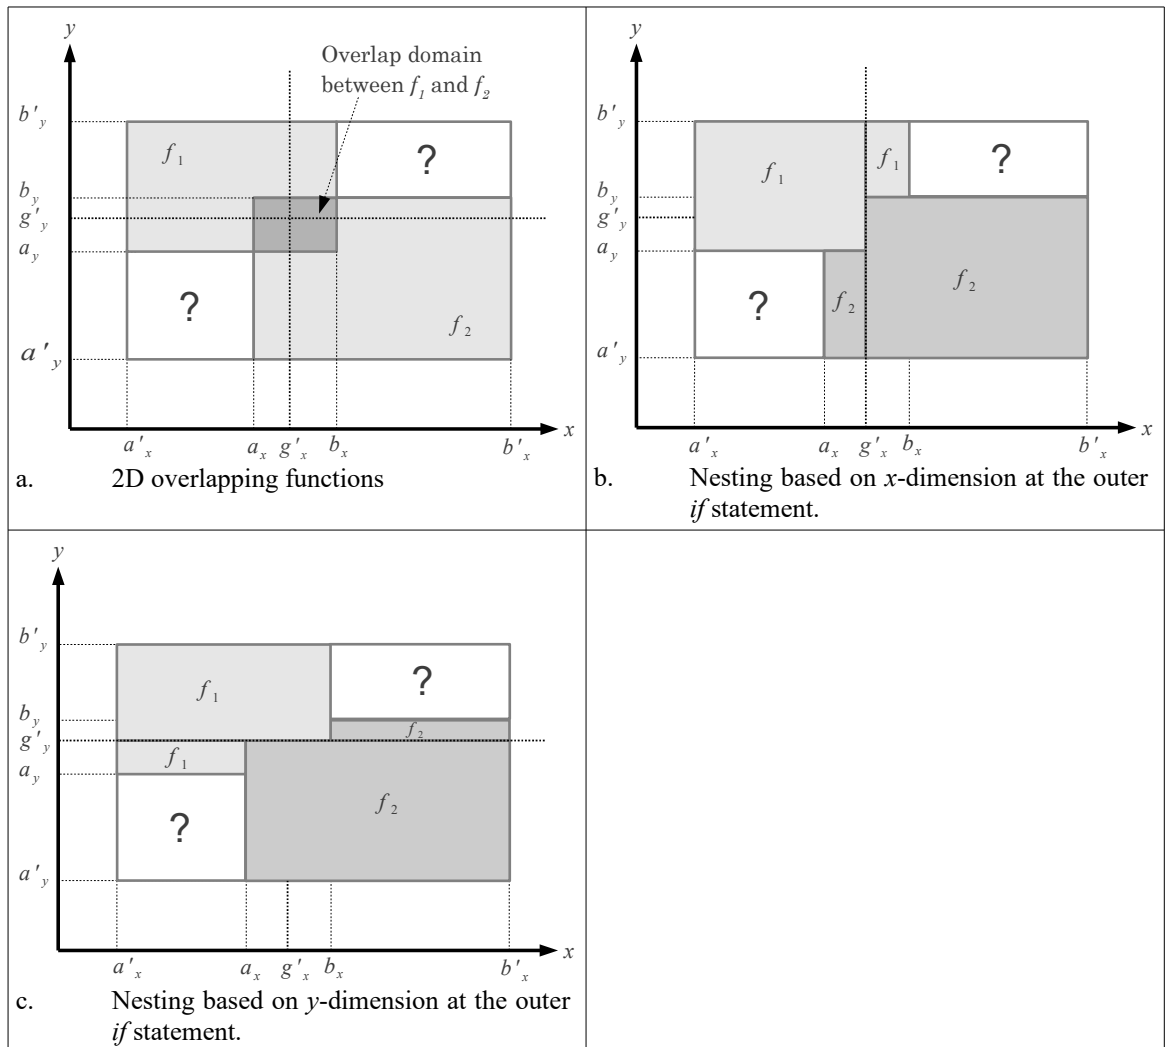 y
Overlap domain
between f₁ and f₂
b'y
f₁
?
by
g'y
ay
?
f₂
a'y
a'x ax g'x bx b'x x
a. 2D overlapping functions
y
b'y
f₁ f₁ ?
by
g'y
ay
? f₂ f₂
a'y
a'x ax g'x bx b'x x
b. Nesting based on x-dimension at the outer
if statement.
y
b'y
f₁ ?
by
f₂
g'y
f₁
ay
? f₂
a'y
a'x ax g'x bx b'x x
c. Nesting based on y-dimension at the outer
if statement.